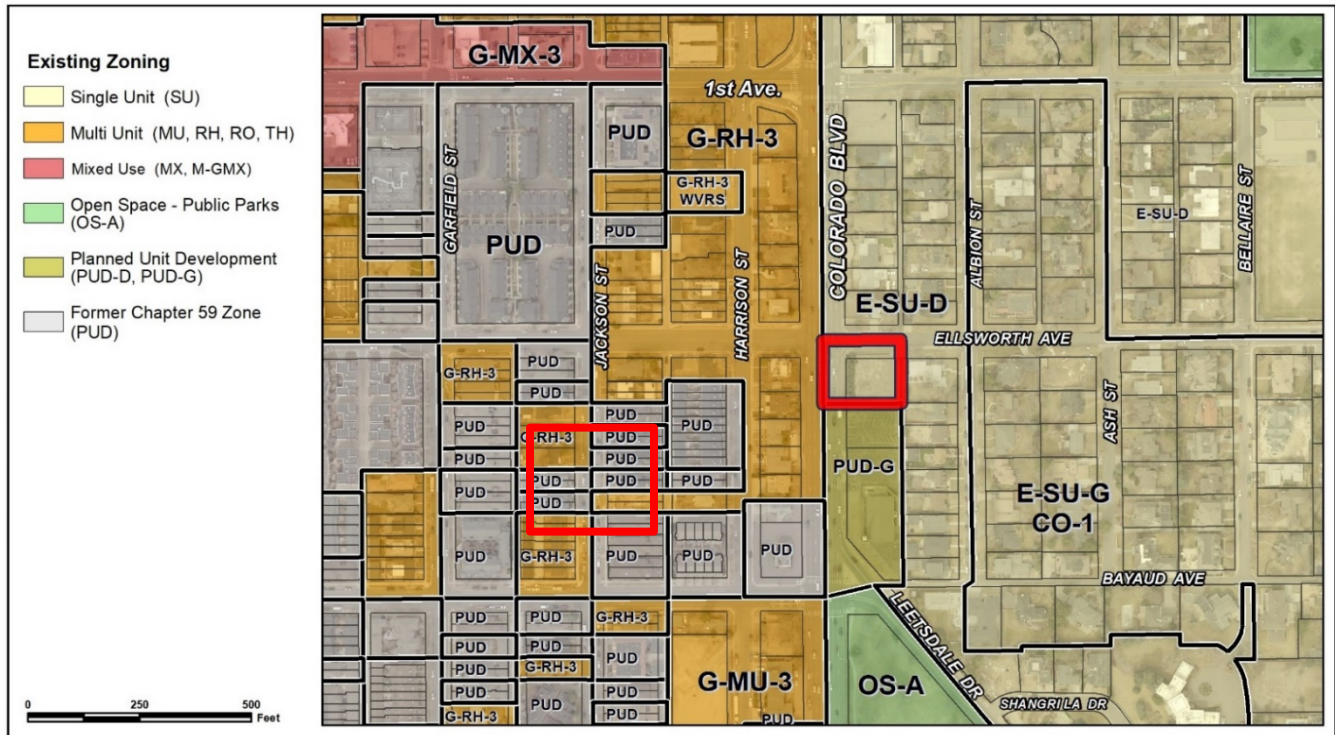 Existing Zoning
Single Unit (SU)
Multi Unit (MU, RH, RO, TH)
Mixed Use (MX, M-GMX)
Open Space - Public Parks
(OS-A)
Planned Unit Development
(PUD-D, PUD-G)
Former Chapter 59 Zone
(PUD)
0
250
500
Feet
G-MX-3
1st Ave.
PUD
G-RH-3
G-RH-3
WVRS
PUD
PUD
GARFIELD ST
JACKSON ST
HARRISON ST
COLORADO BLVD
ALBION ST
E-SU-D
BELLAIRE ST
E-SU-D
ELLSWORTH AVE
G-RH-3
PUD
PUD
PUD
G-RH-3
PUD
PUD
PUD
PUD
PUD
PUD
PUD
PUD
PUD
PUD
PUD
PUD-G
ASH ST
E-SU-G
CO-1
PUD
G-RH-3
PUD
PUD
PUD
BAYAUD AVE
LEETSDALE DR
PUD
PUD
G-RH-3
PUD
PUD
PUD
PUD
G-RH-3
PUD
PUD
PUD
G-RH-3
PUD
PUD
G-MU-3
PUD
OS-A
SHANGRI LA DR